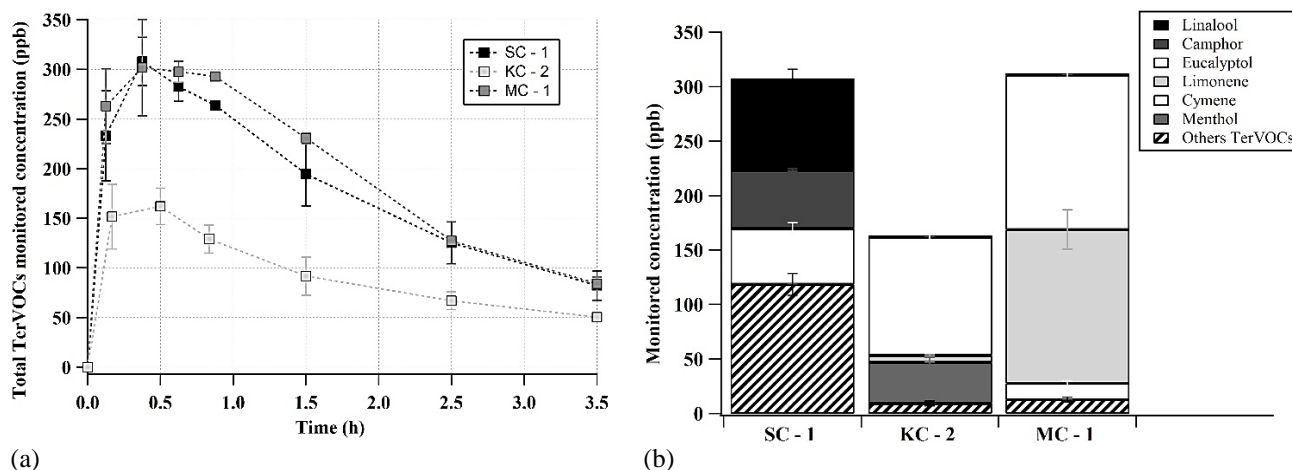 Total TerVOCs monitored concentration (ppb)
350
300
250
200
150
100
50
0
0.0 0.5 1.0 1.5 2.0 2.5 3.0 3.5
Time (h)
SC - 1
KC - 2
MC - 1
(a)
Monitored concentration (ppb)
350
300
250
200
150
100
50
0
SC - 1 KC - 2 MC - 1
Linalool
Camphor
Eucalyptol
Limonene
Cymene
Menthol
Others TerVOCs
(b)